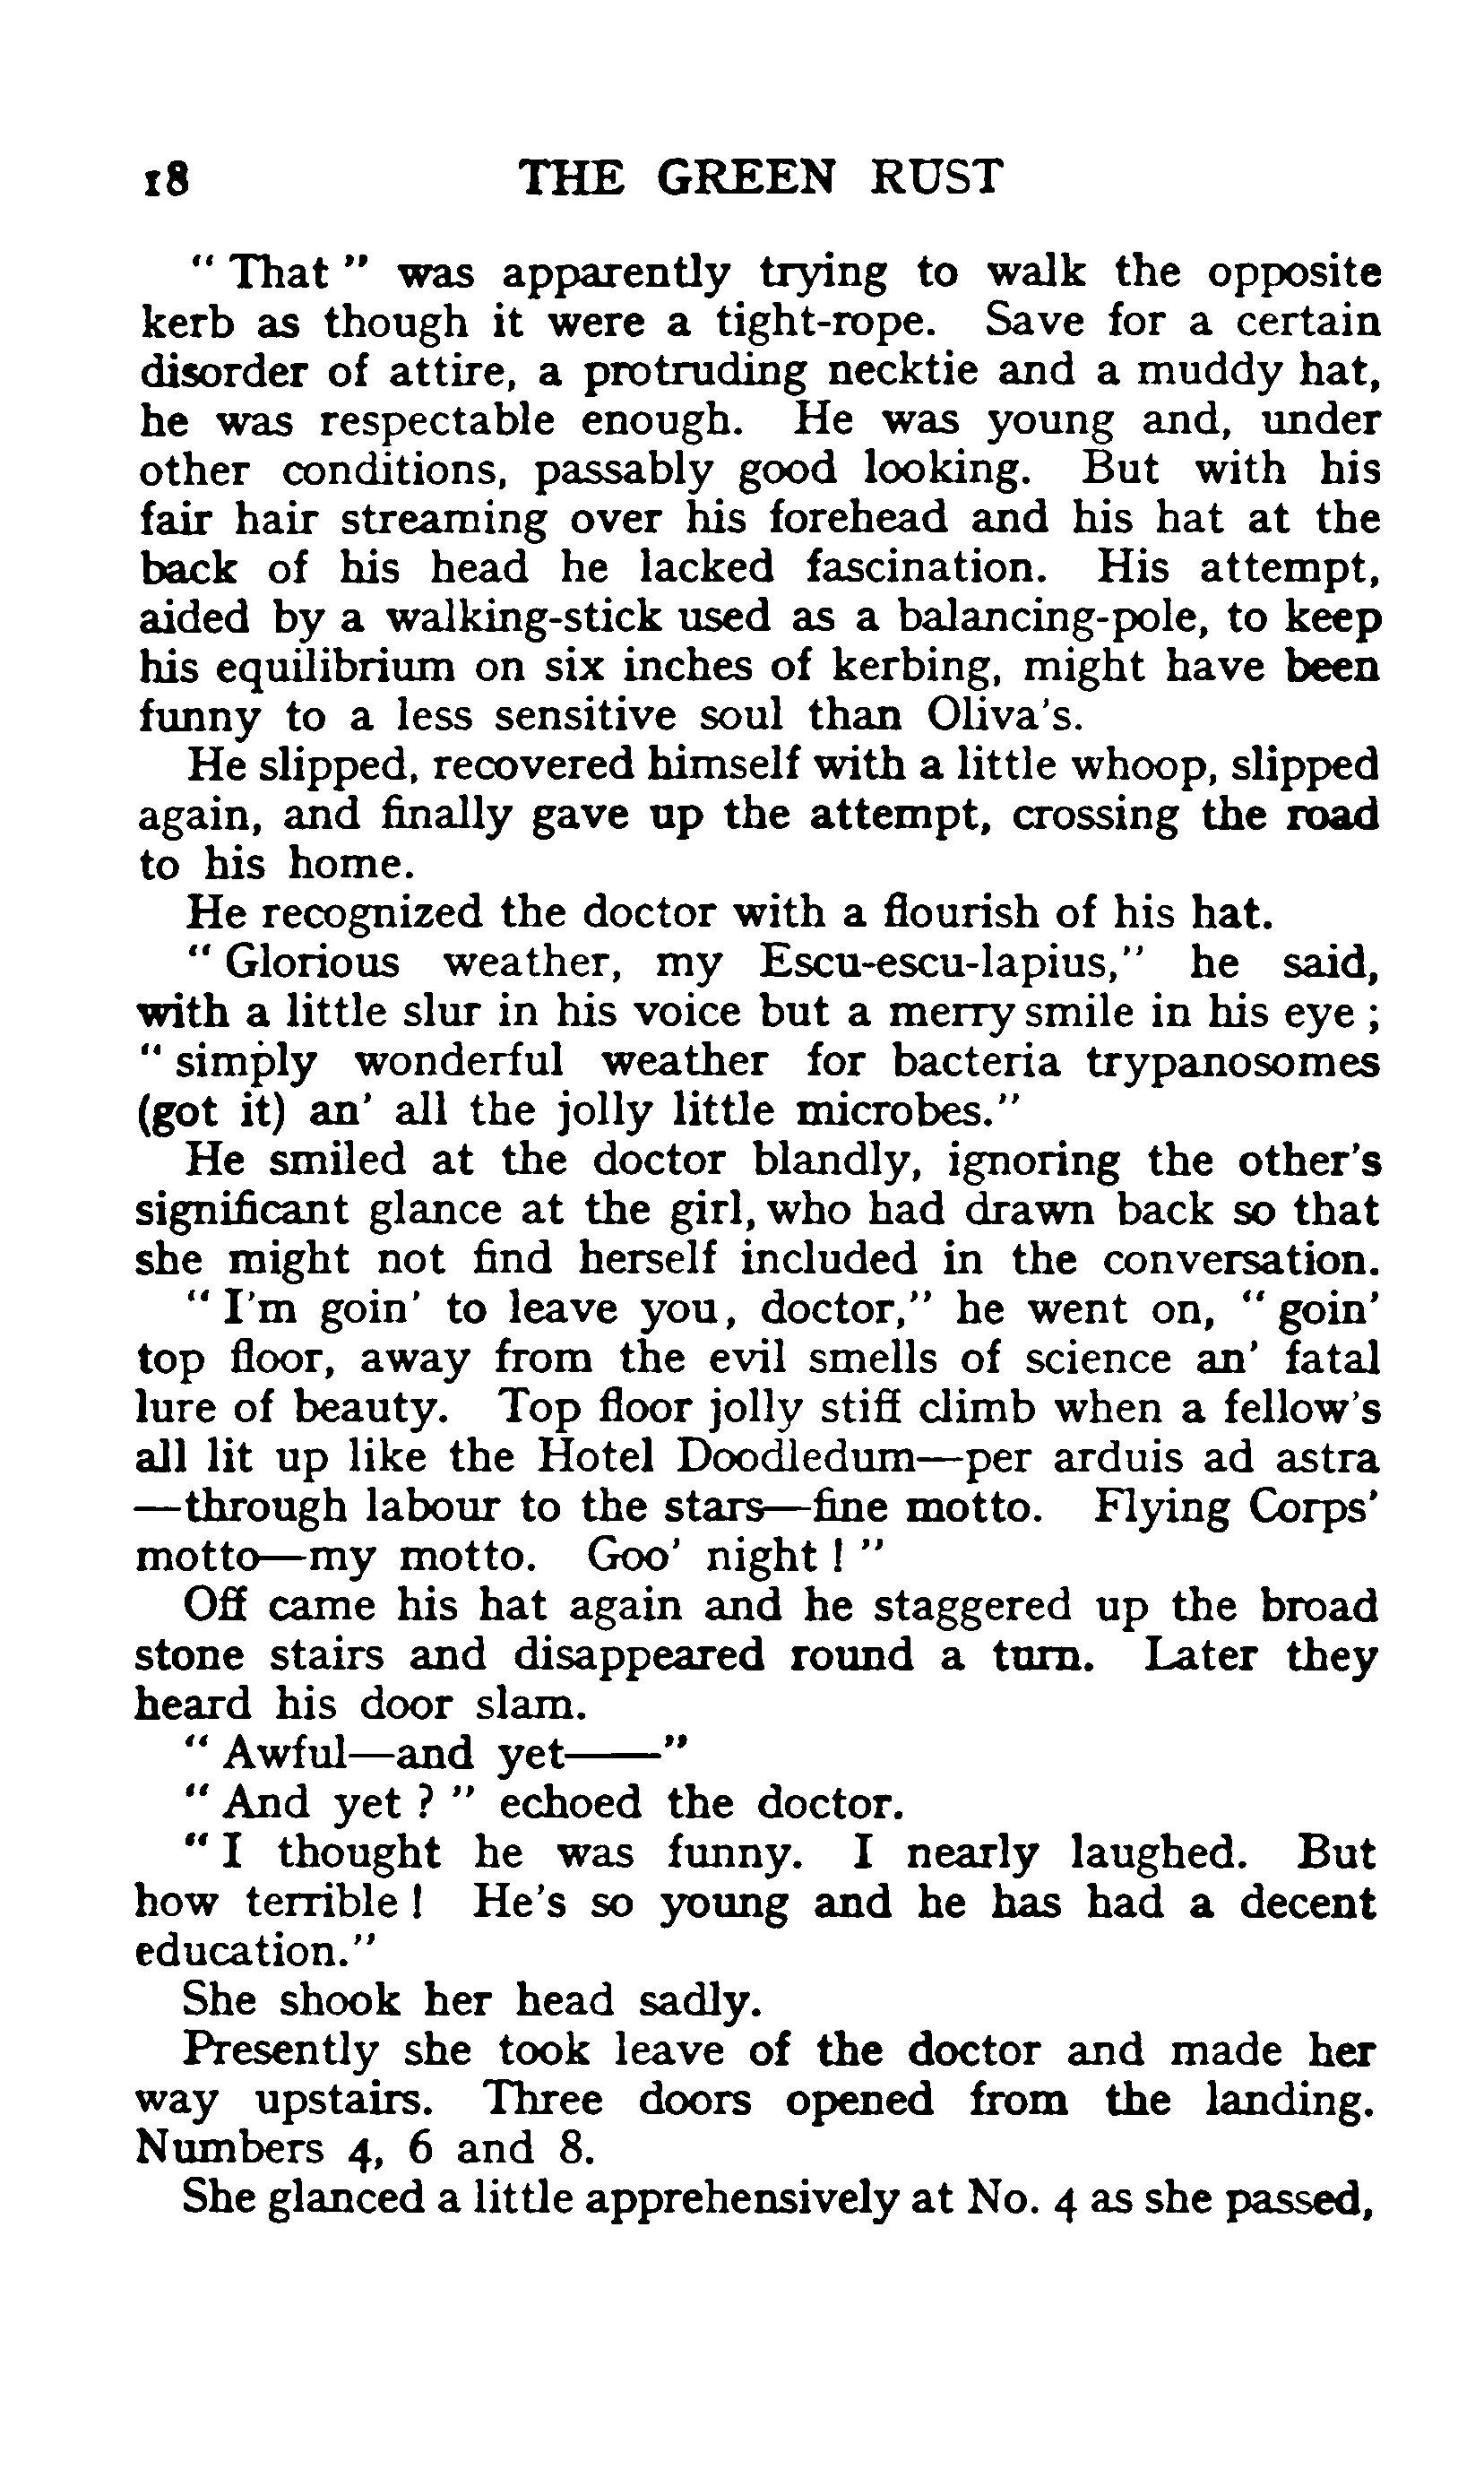 18 THE GREEN RUST
" That " was apparently trying to walk the opposite
kerb as though it were a tight-rope. Save for a certain
disorder of attire, a protruding necktie and a muddy hat,
he was respectable enough. He was young and, under
other conditions, passably good looking. But with his
fair hair streaming over his forehead and his hat at the
back of his head he lacked fascination. His attempt,
aided by a walking-stick used as a balancing-pole, to keep
his equilibrium on six inches of kerbing, might have been
funny to a less sensitive soul than Oliva's.
He slipped, recovered himself with a little whoop, slipped
again, and finally gave up the attempt, crossing the road
to his home.
He recognized the doctor with a flourish of his hat.
" Glorious weather, my Escu-escu-lapius," he said,
with a little slur in his voice but a merry smile in his eye ;
" simply wonderful weather for bacteria trypanosomes
(got it) an' all the jolly little microbes."
He smiled at the doctor blandly, ignoring the other's
significant glance at the girl, who had drawn back so that
she might not find herself included in the conversation.
" I'm goin' to leave you, doctor," he went on, " goin'
top floor, away from the evil smells of science an' fatal
lure of beauty. Top floor jolly stiff climb when a fellow's
all lit up like the Hotel Doodledum—per arduis ad astra
—through labour to the stars—fine motto. Flying Corps'
motto—my motto. Goo' night ! "
Off came his hat again and he staggered up the broad
stone stairs and disappeared round a turn. Later they
heard his door slam.
" Awful—and yet——"
" And yet ? " echoed the doctor.
" I thought he was funny. I nearly laughed. But
how terrible ! He's so young and he has had a decent
education."
She shook her head sadly.
Presently she took leave of the doctor and made her
way upstairs. Three doors opened from the landing.
Numbers 4, 6 and 8.
She glanced a little apprehensively at No. 4 as she passed,